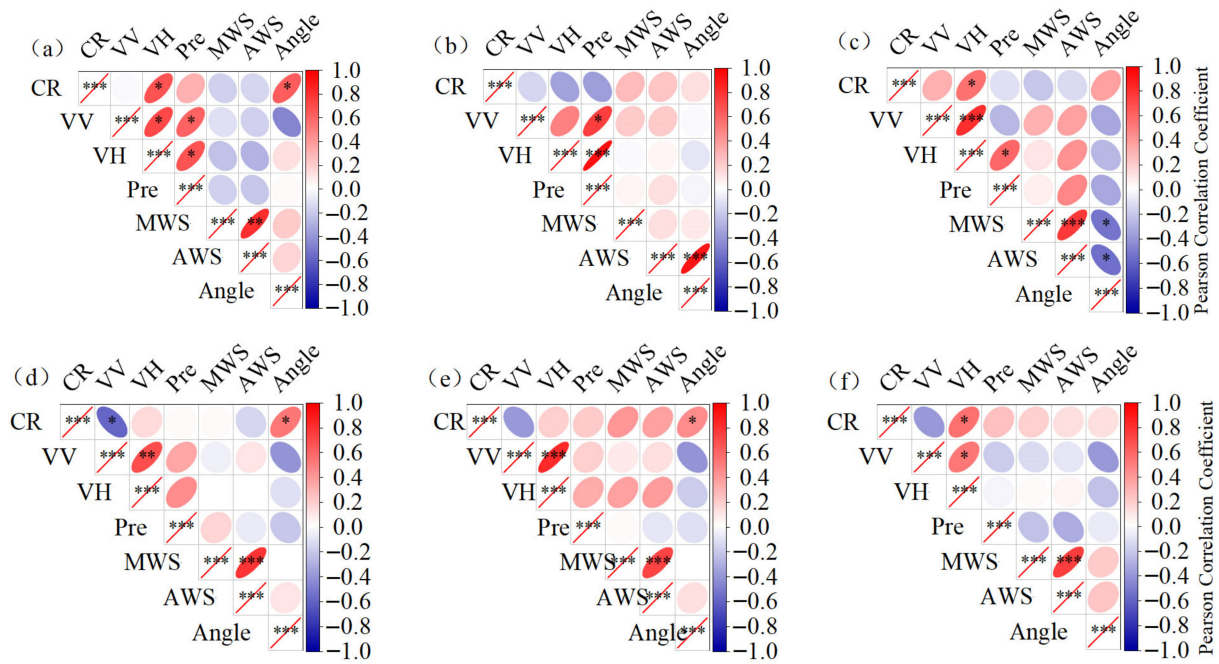 (a) CR VV VH Pre MWS AWS Angle
CR *** * *
VV *** * *
VH *** *
Pre ***
MWS *** **
AWS ***
Angle ***
1.0
0.8
0.6
0.4
0.2
0.0
−0.2
−0.4
−0.6
−0.8
−1.0
(b) CR VV VH Pre MWS AWS Angle
CR ***
VV *** *
VH *** ***
Pre ***
MWS ***
AWS *** ***
Angle ***
1.0
0.8
0.6
0.4
0.2
0.0
−0.2
−0.4
−0.6
−0.8
−1.0
(c) CR VV VH Pre MWS AWS Angle
CR *** *
VV *** ***
VH *** *
Pre ***
MWS *** *** *
AWS *** *
Angle ***
1.0
0.8
0.6
0.4
0.2
0.0
−0.2
−0.4
−0.6
−0.8
−1.0
Pearson Correlation Coefficient
(d) CR VV VH Pre MWS AWS Angle
CR *** * *
VV *** **
VH ***
Pre ***
MWS *** ***
AWS ***
Angle ***
1.0
0.8
0.6
0.4
0.2
0.0
−0.2
−0.4
−0.6
−0.8
−1.0
(e) CR VV VH Pre MWS AWS Angle
CR *** *
VV *** ***
VH ***
Pre ***
MWS *** ***
AWS ***
Angle ***
1.0
0.8
0.6
0.4
0.2
0.0
−0.2
−0.4
−0.6
−0.8
−1.0
(f) CR VV VH Pre MWS AWS Angle
CR *** *
VV *** *
VH ***
Pre ***
MWS *** ***
AWS ***
Angle ***
1.0
0.8
0.6
0.4
0.2
0.0
−0.2
−0.4
−0.6
−0.8
−1.0
Pearson Correlation Coefficient